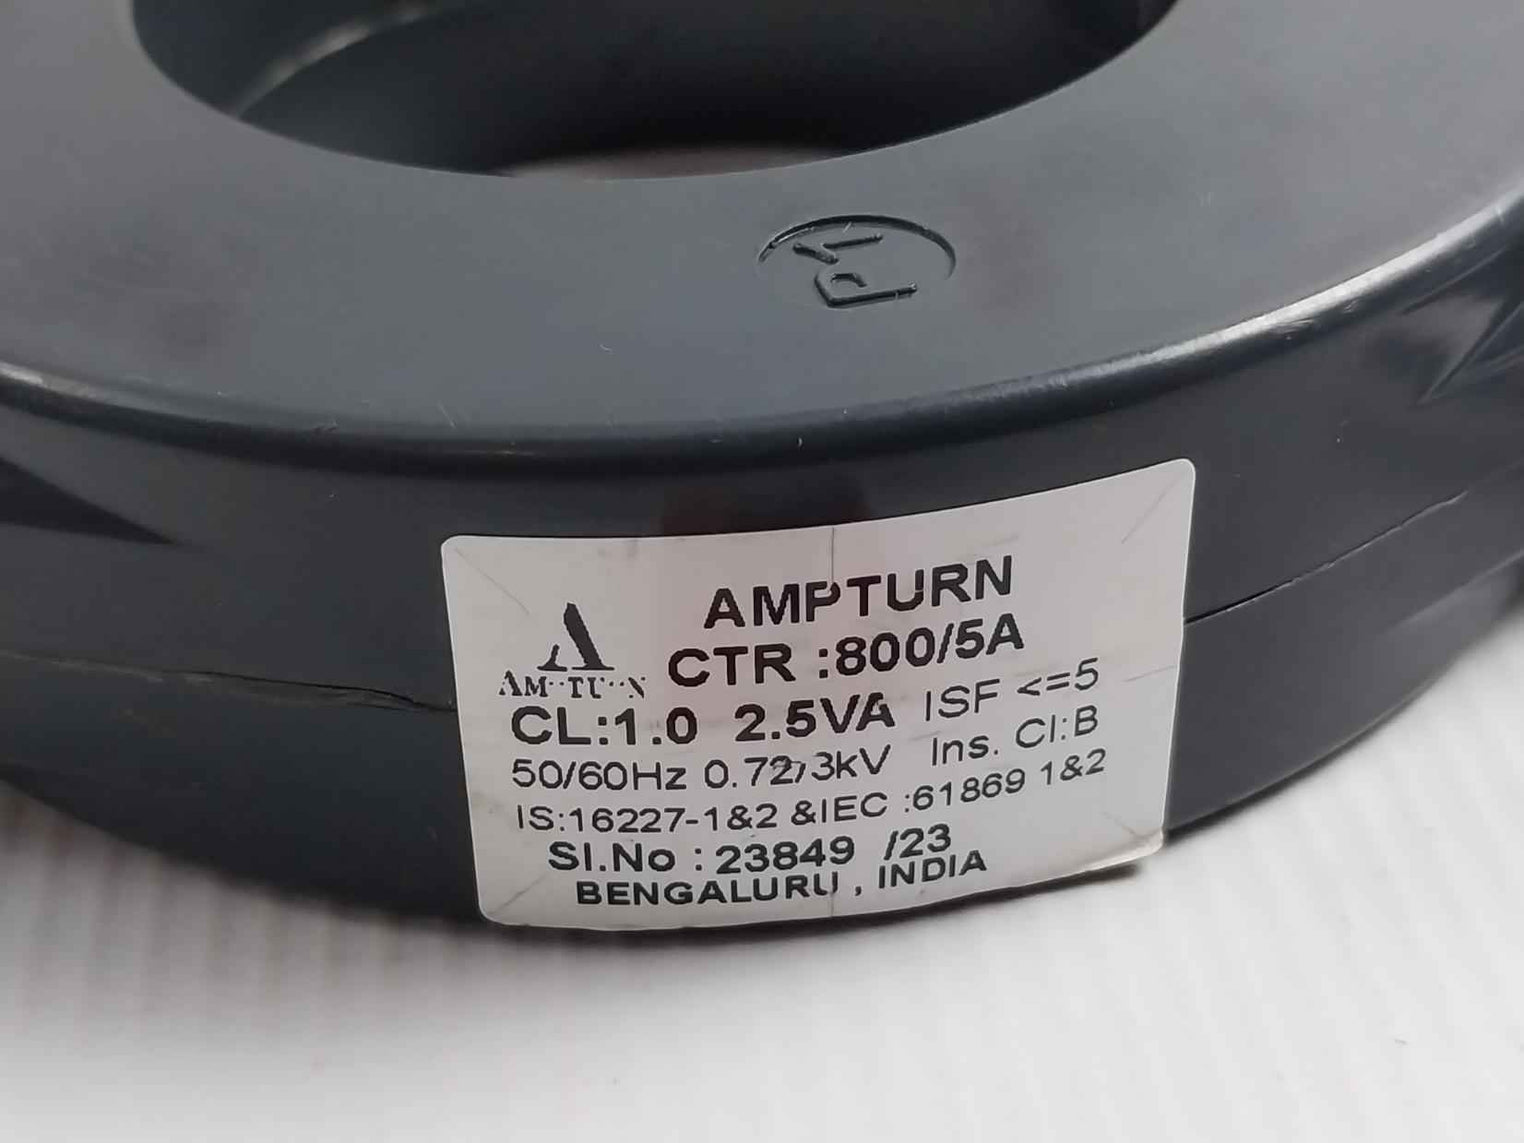 P1
AMPTURN
CTR :800/5A
CL:1.0 2.5VA ISF <=5
50/60Hz 0.72/3kV Ins. Cl:B
IS:16227-1&2 &IEC :61869 1&2
Sl.No : 23849 /23
BENGALURU , INDIA